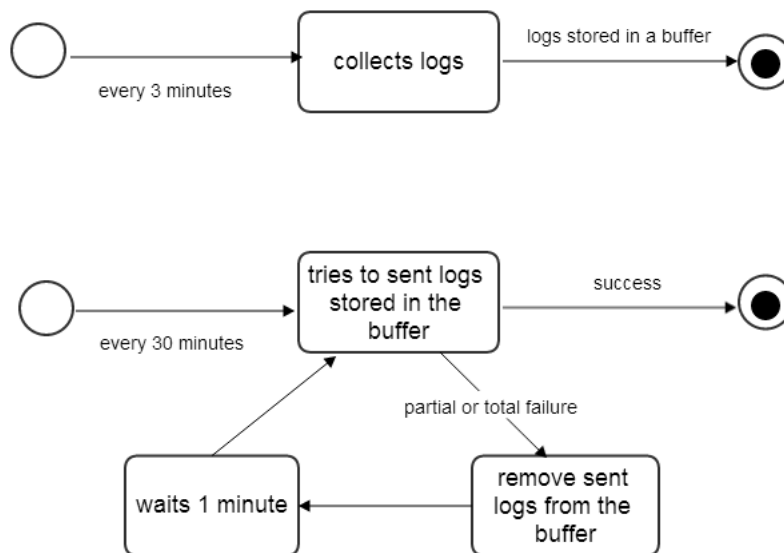 logs stored in a buffer
collects logs
every 3 minutes
tries to sent logs
stored in the
buffer
success
every 30 minutes
partial or total failure
waits 1 minute
remove sent
logs from the
buffer